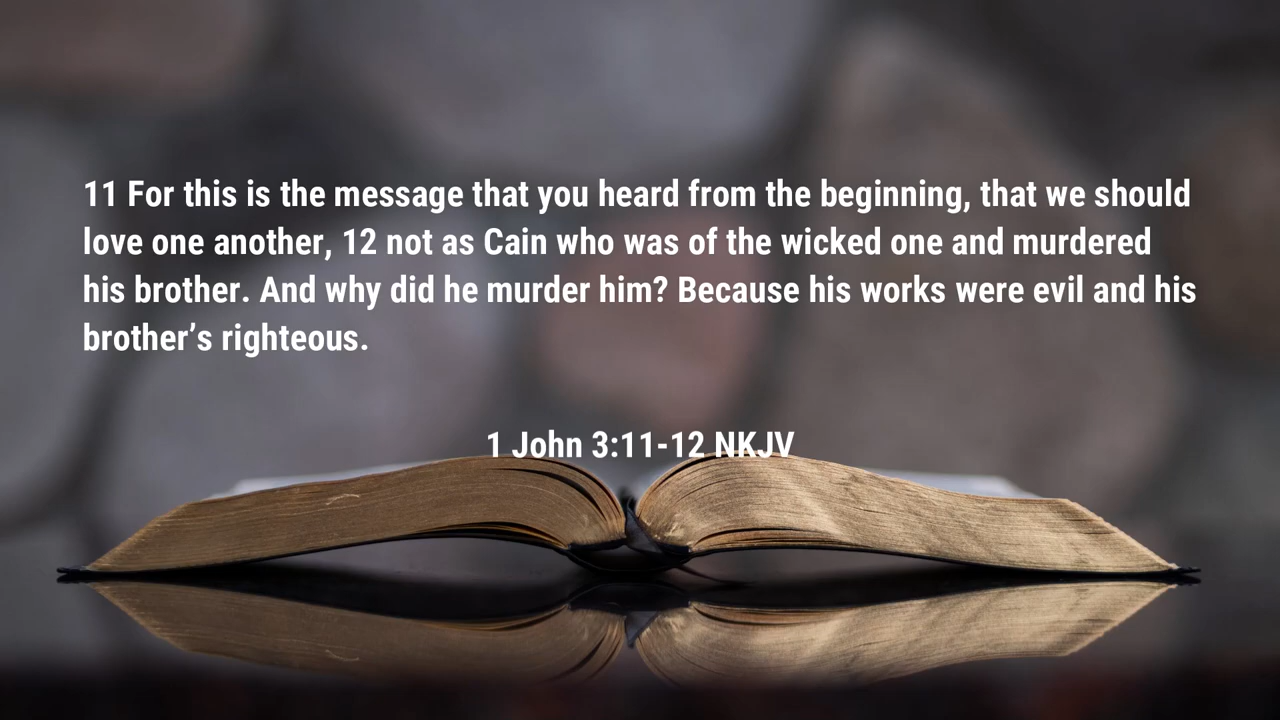 11 For this is the message that you heard from the beginning, that we should
love one another, 12 not as Cain who was of the wicked one and murdered
his brother. And why did he murder him? Because his works were evil and his
brother’s righteous.
1 John 3:11-12 NKJV